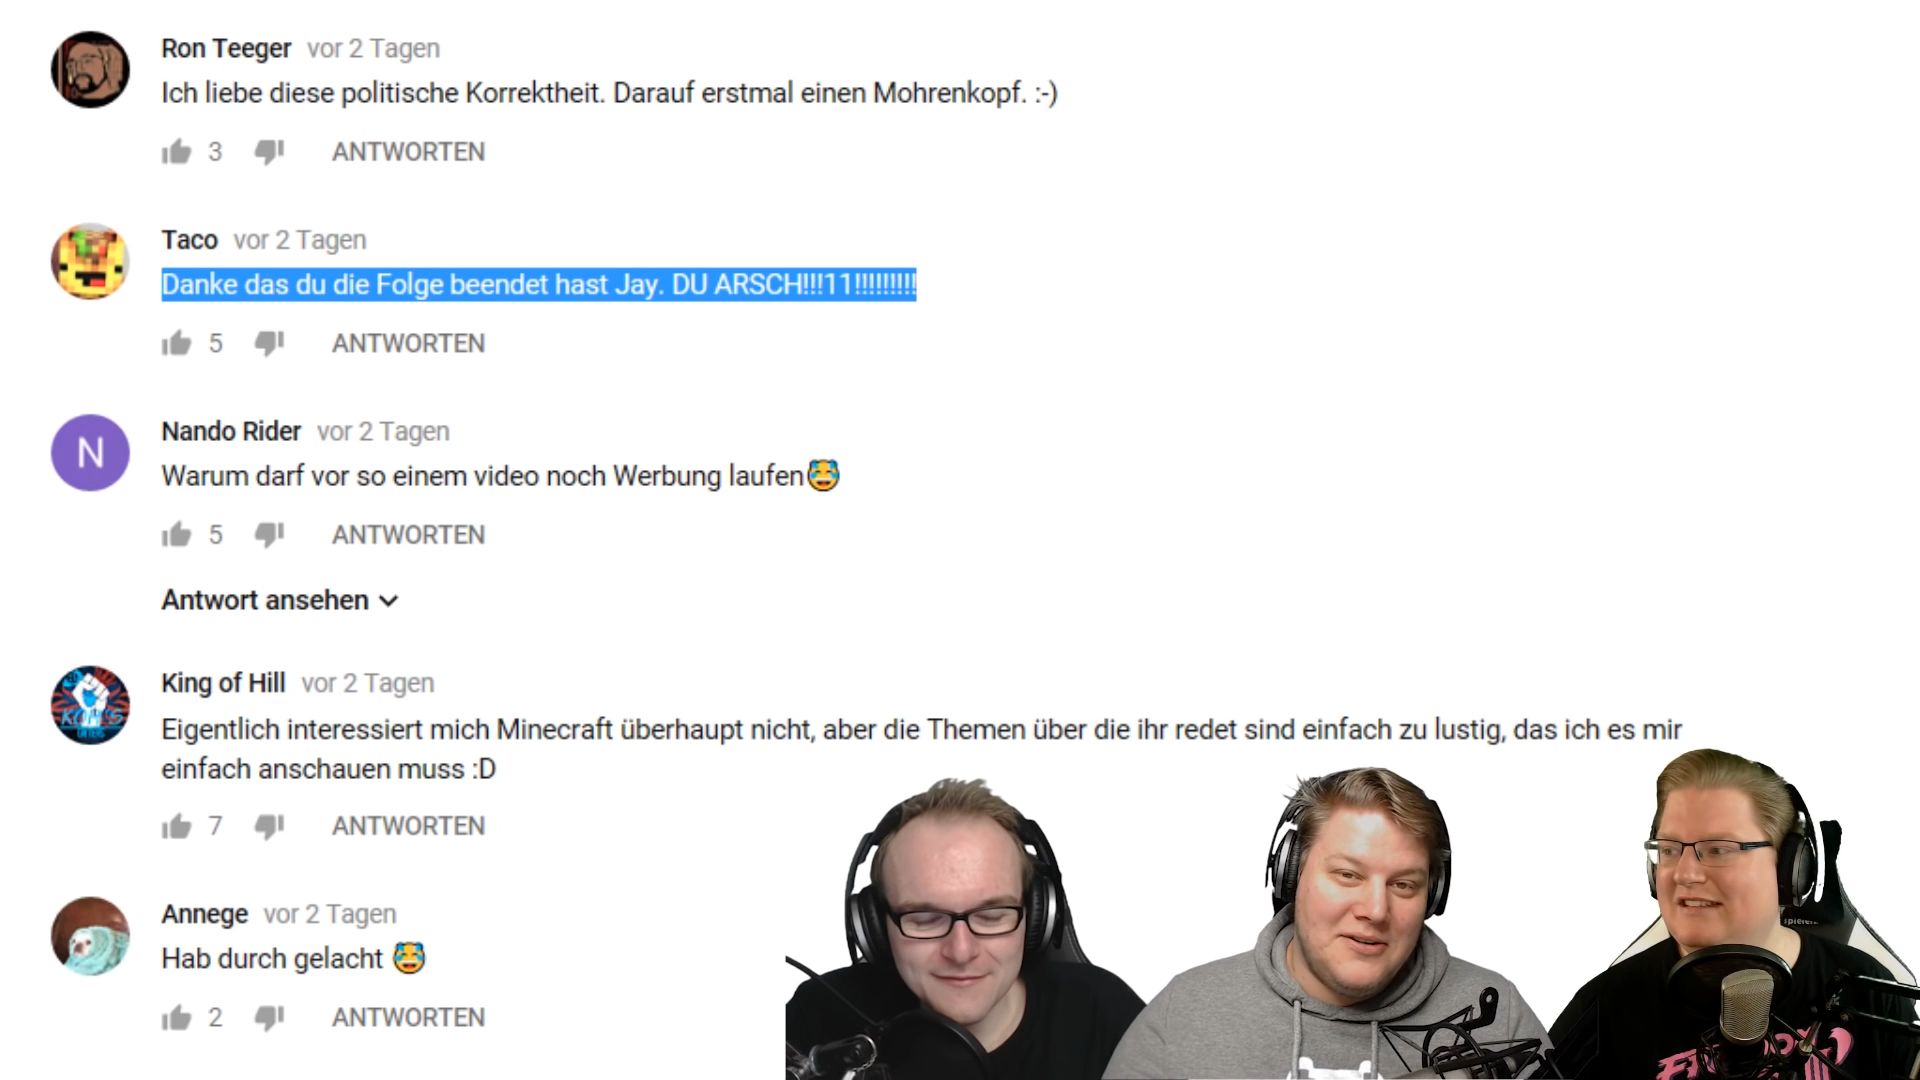 Ron Teeger vor 2 Tagen
Ich liebe diese politische Korrektheit. Darauf erstmal einen Mohrenkopf. :-)
3 ANTWORTEN
Taco vor 2 Tagen
Danke das du die Folge beendet hast Jay. DU ARSCH!!!11!!!!!!!!!
5 ANTWORTEN
N
Nando Rider vor 2 Tagen
Warum darf vor so einem video noch Werbung laufen😅
5 ANTWORTEN
Antwort ansehen
King of Hill vor 2 Tagen
Eigentlich interessiert mich Minecraft überhaupt nicht, aber die Themen über die ihr redet sind einfach zu lustig, das ich es mir
einfach anschauen muss :D
7 ANTWORTEN
Annege vor 2 Tagen
Hab durch gelacht 😅
2 ANTWORTEN